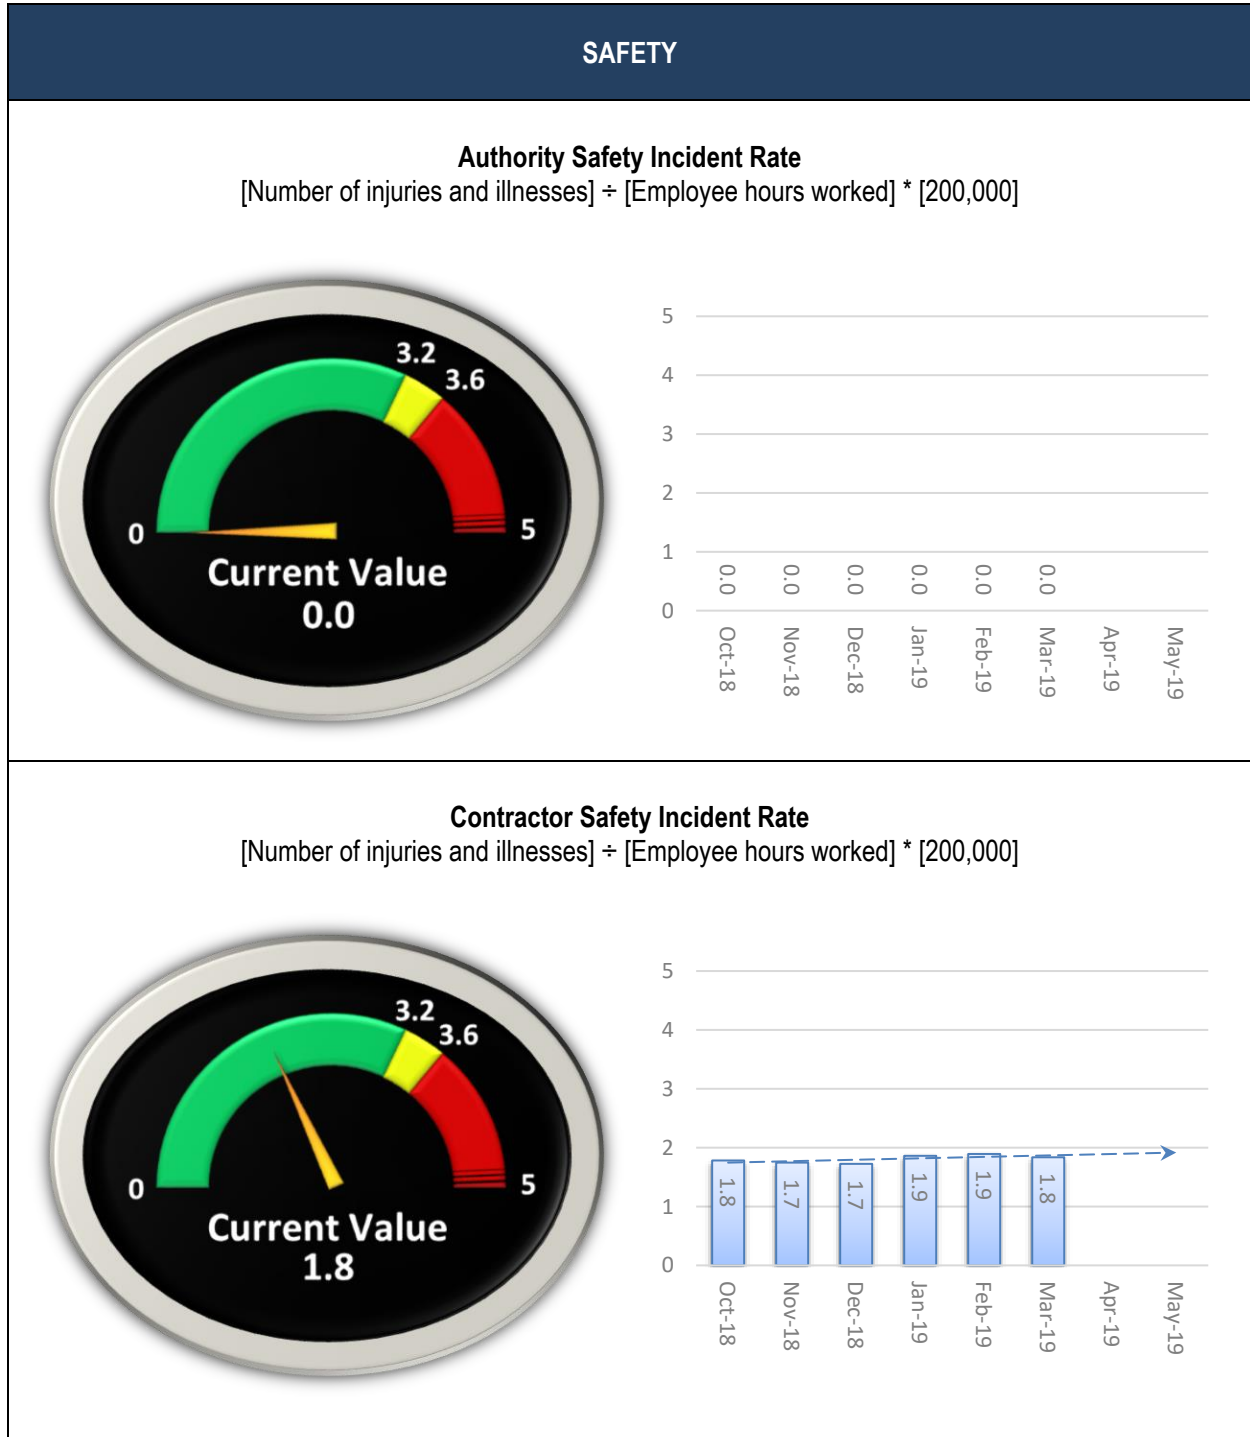 SAFETY
Authority Safety Incident Rate
[Number of injuries and illnesses] ÷ [Employee hours worked] * [200,000]
3.2
3.6
0
5
Current Value
0.0
5
4
3
2
1
0
0.0
0.0
0.0
0.0
0.0
0.0
Oct-18
Nov-18
Dec-18
Jan-19
Feb-19
Mar-19
Apr-19
May-19
Contractor Safety Incident Rate
[Number of injuries and illnesses] ÷ [Employee hours worked] * [200,000]
3.2
3.6
0
5
Current Value
1.8
5
4
3
2
1
0
1.8
1.7
1.7
1.9
1.9
1.8
Oct-18
Nov-18
Dec-18
Jan-19
Feb-19
Mar-19
Apr-19
May-19